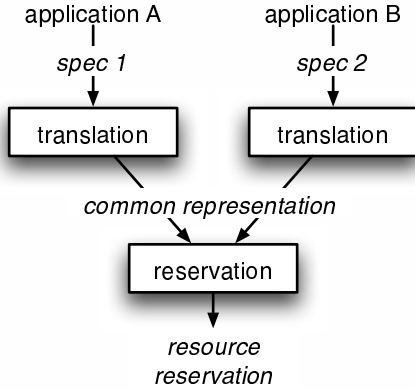 application A
application B
spec 1
spec 2
translation
translation
common representation
reservation
resource
reservation